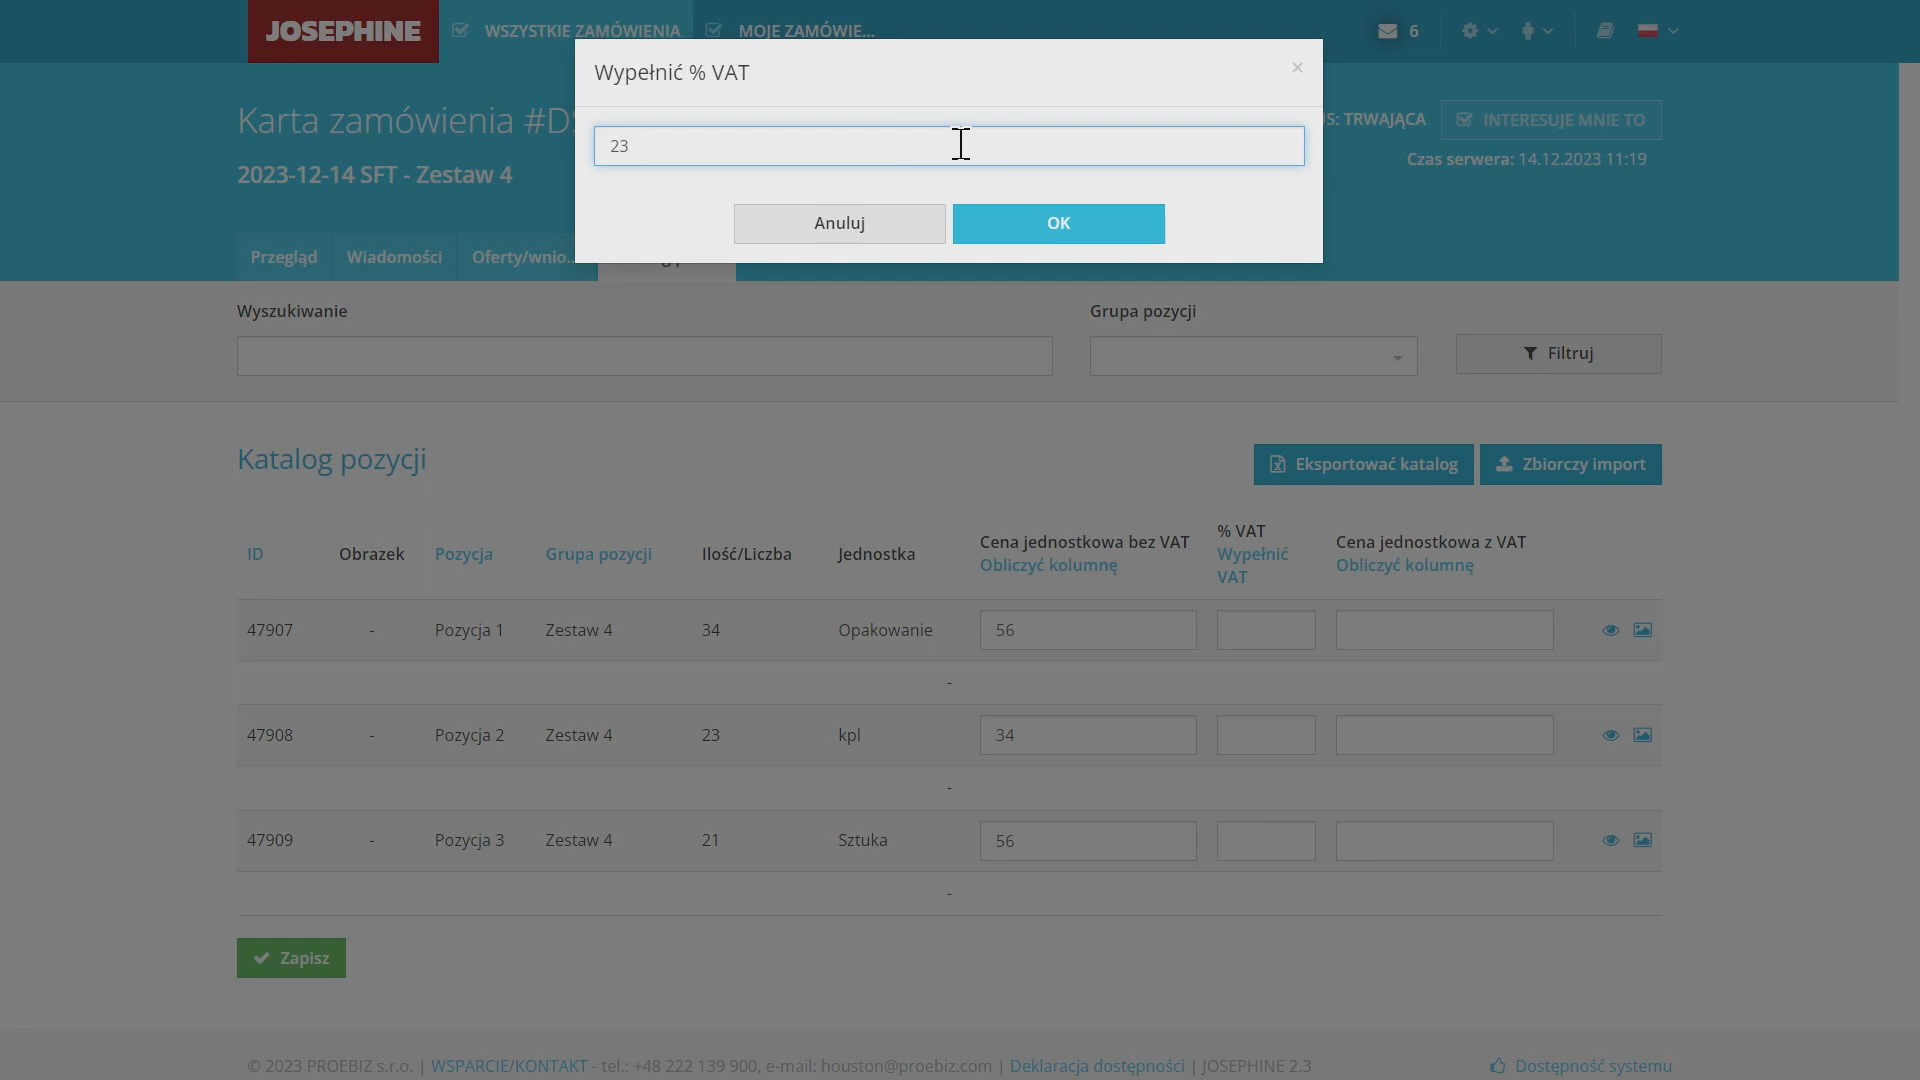 JOSEPHINE
WSZYSTKIE ZAMÓWIENIA
MOJE ZAMÓWIE...
6
Wypełnić % VAT
×
23
Anuluj
OK
Karta zamówienia
: TRWAJĄCA
INTERESUJE MNIE TO
2023-12-14 SFT - Zestaw 4
Czas serwera: 14.12.2023 11:19
Przegląd
Wiadomości
Oferty/wnio...
Wyszukiwanie
Grupa pozycji
Filtruj
Katalog pozycji
Eksportować katalog
Zbiorczy import
ID Obrazek Pozycja Grupa pozycji Ilość/Liczba Jednostka
Cena jednostkowa bez VAT
Obliczyć kolumnę
% VAT
Wypełnić
VAT
Cena jednostkowa z VAT
Obliczyć kolumnę
47907 - Pozycja 1 Zestaw 4 34 Opakowanie 56
-
47908 - Pozycja 2 Zestaw 4 23 kpl 34
-
47909 - Pozycja 3 Zestaw 4 21 Sztuka 56
-
Zapisz
© 2023 PROEBIZ s.r.o. | WSPARCIE/KONTAKT - tel.: +48 222 139 900, e-mail: houston@proebiz.com | Deklaracja dostępności | JOSEPHINE 2.3
Dostępność systemu